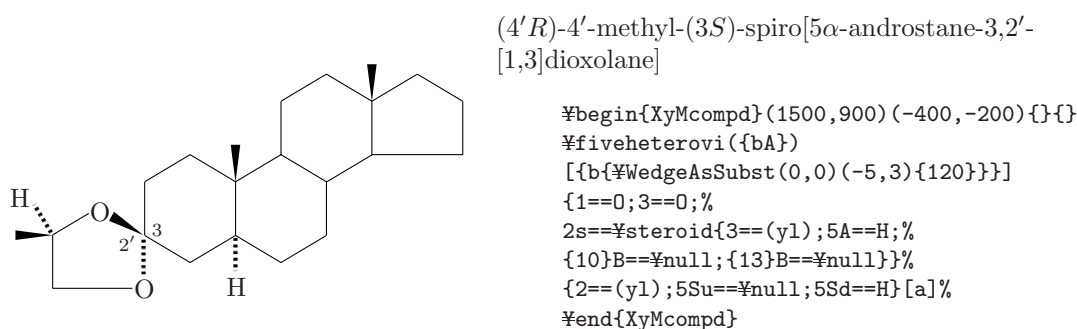 (4′R)-4′-methyl-(3S)-spiro[5α-androstane-3,2′-
[1,3]dioxolane]
¥begin{XyMcompd}(1500,900)(-400,-200){}{}
¥fiveheterovi({bA})
[{b{¥WedgeAsSubst(0,0)(-5,3){120}}}]
{1==O;3==O;%
2s==¥steroid{3==(yl);5A==H;%
{10}B==¥null;{13}B==¥null}}%
{2==(yl);5Su==¥null;5Sd==H}[a]%
¥end{XyMcompd}
H
O
3
2′
O
H